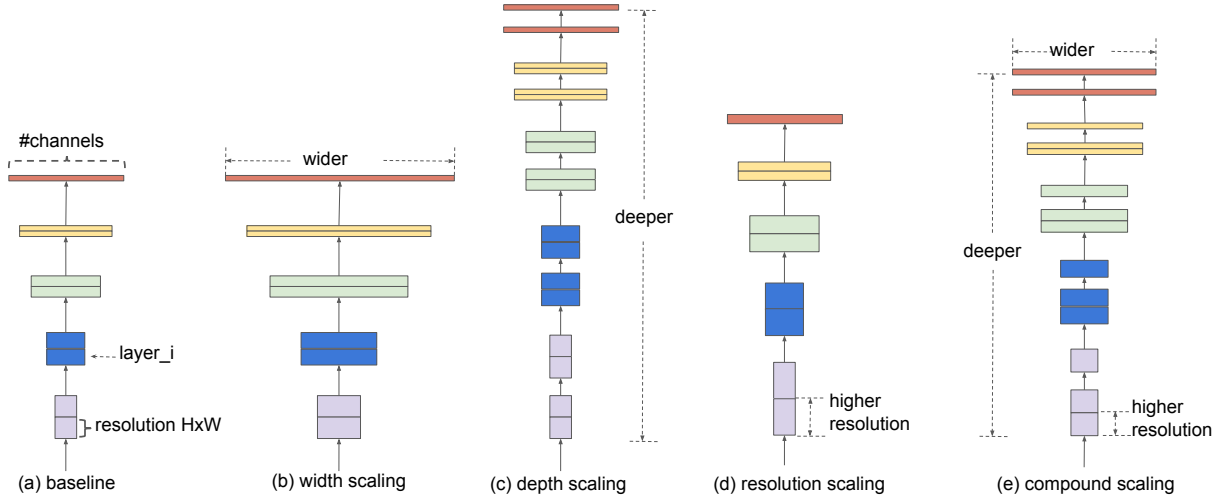 #channels
layer_i
resolution HxW
(a) baseline
wider
(b) width scaling
deeper
(c) depth scaling
higher
resolution
(d) resolution scaling
wider
deeper
higher
resolution
(e) compound scaling